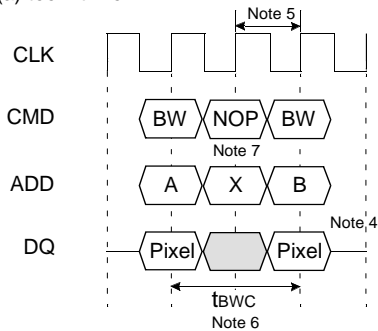 Note 5
CLK
CMD BW NOP BW
Note 7
ADD A X B
Note 4
DQ Pixel Pixel
tBWC
Note 6